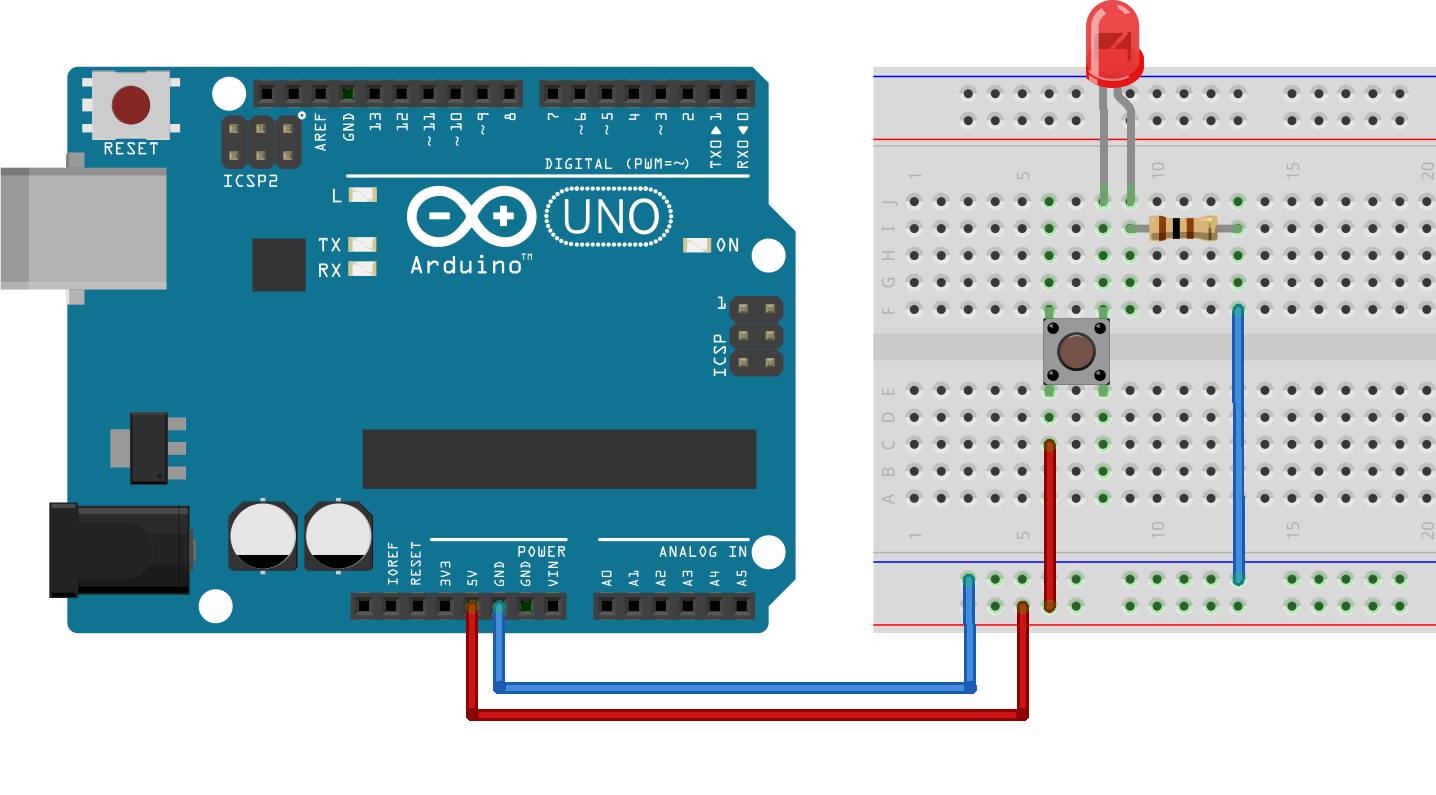 RESET
ICSP2
AREF
GND
13
12
~11
~10
~9
8
7
~6
~5
4
~3
2
TX0▶1
RX0◀0
DIGITAL (PWM=~)
L
TX
RX
UNO
ON
Arduino™
1
ICSP
IOREF
RESET
3V3
5V
GND
GND
VIN
POWER
ANALOG IN
A0
A1
A2
A3
A4
A5
1
5
10
15
20
J
I
H
G
F
E
D
C
B
A
1
5
10
15
20